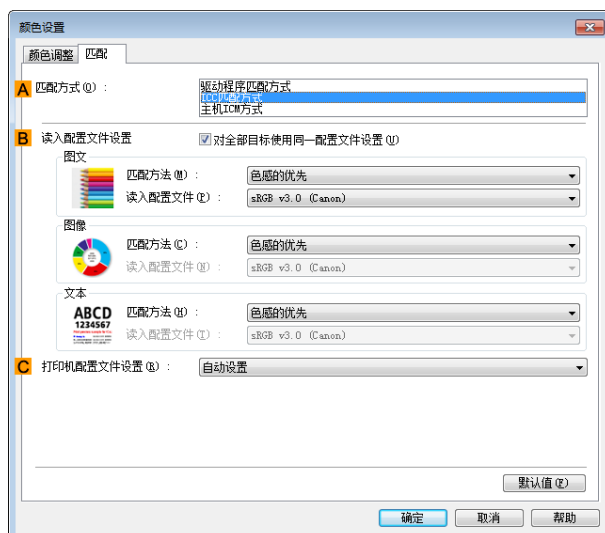 颜色设置
颜色调整 匹配
A 匹配方式(Q)： 驱动程序匹配方式
ICC匹配方式
主机ICM方式
B 读入配置文件设置 对全部目标使用同一配置文件设置(U)
图文
匹配方法(M)： 色感的优先
读入配置文件(P)： sRGB v3.0 (Canon)
图像
匹配方法(C)： 色感的优先
读入配置文件(N)： sRGB v3.0 (Canon)
文本
ABCD 匹配方法(H)： 色感的优先
1234567
读入配置文件(T)： sRGB v3.0 (Canon)
C 打印机配置文件设置(R)： 自动设置
默认值(F)
确定 取消 帮助